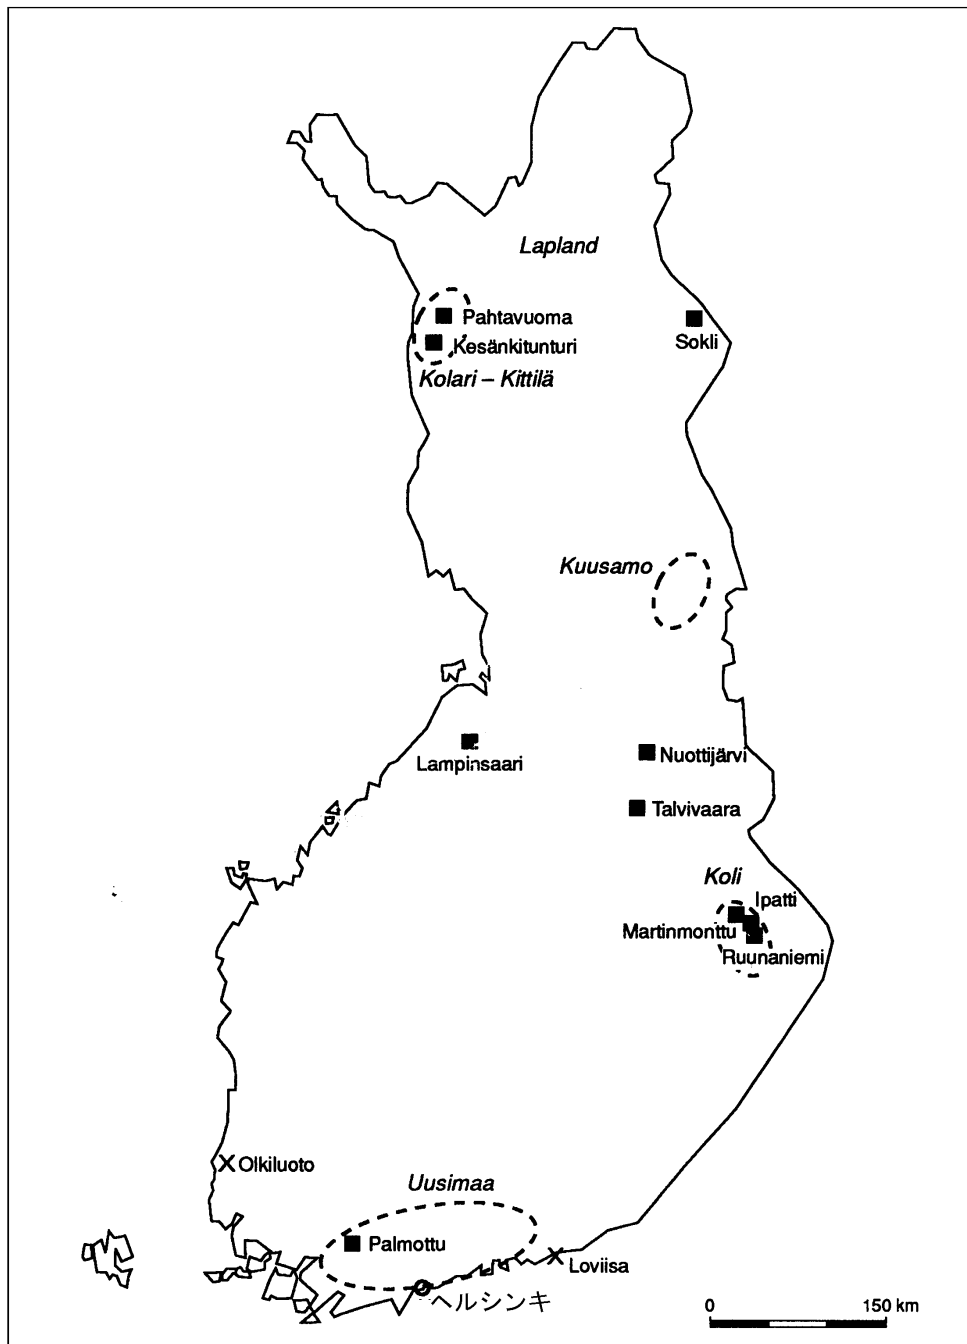 Lapland
Pahtavuoma
Kesänkitunturi
Sokli
Kolari – Kittilä
Kuusamo
Lampinsaari
Nuottijärvi
Talvivaara
Koli
Ipatti
Martinmonttu
Ruunaniemi
Olkiluoto
Uusimaa
Palmottu
Loviisa
ヘルシンキ
0 150 km